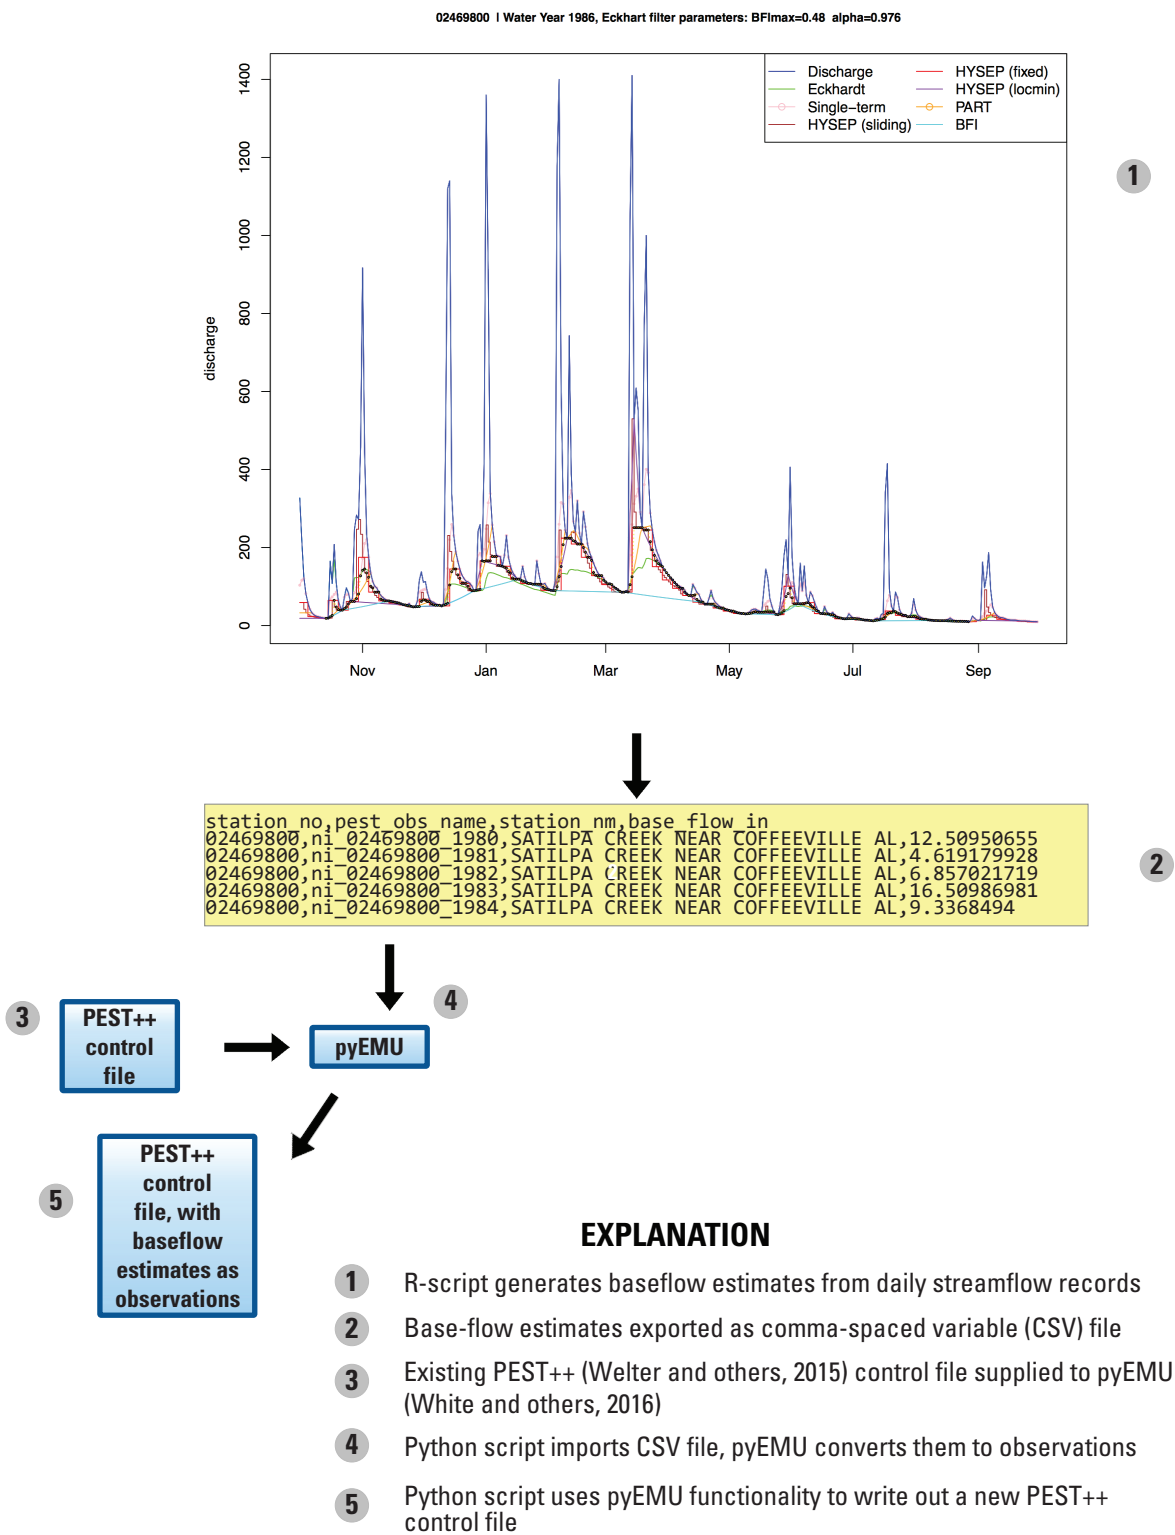 02469800 | Water Year 1986, Eckhart filter parameters: BFImax=0.48 alpha=0.976
Discharge
Eckhardt
Single-term
HYSEP (sliding)
HYSEP (fixed)
HYSEP (locmin)
PART
BFI
1
discharge
1400
1200
1000
800
600
400
200
0
Nov
Jan
Mar
May
Jul
Sep
station_no,pest_obs_name,station_nm,base_flow_in
02469800,ni_02469800_1980,SATILPA CREEK NEAR COFFEEVILLE AL,12.50950655
02469800,ni_02469800_1981,SATILPA CREEK NEAR COFFEEVILLE AL,4.619179928
02469800,ni_02469800_1982,SATILPA CREEK NEAR COFFEEVILLE AL,6.857021719
02469800,ni_02469800_1983,SATILPA CREEK NEAR COFFEEVILLE AL,16.50986981
02469800,ni_02469800_1984,SATILPA CREEK NEAR COFFEEVILLE AL,9.3368494
2
3
PEST++
control
file
4
pyEMU
5
PEST++
control
file, with
baseflow
estimates as
observations
EXPLANATION
1 R-script generates baseflow estimates from daily streamflow records
2 Base-flow estimates exported as comma-spaced variable (CSV) file
3 Existing PEST++ (Welter and others, 2015) control file supplied to pyEMU
(White and others, 2016)
4 Python script imports CSV file, pyEMU converts them to observations
5 Python script uses pyEMU functionality to write out a new PEST++
control file